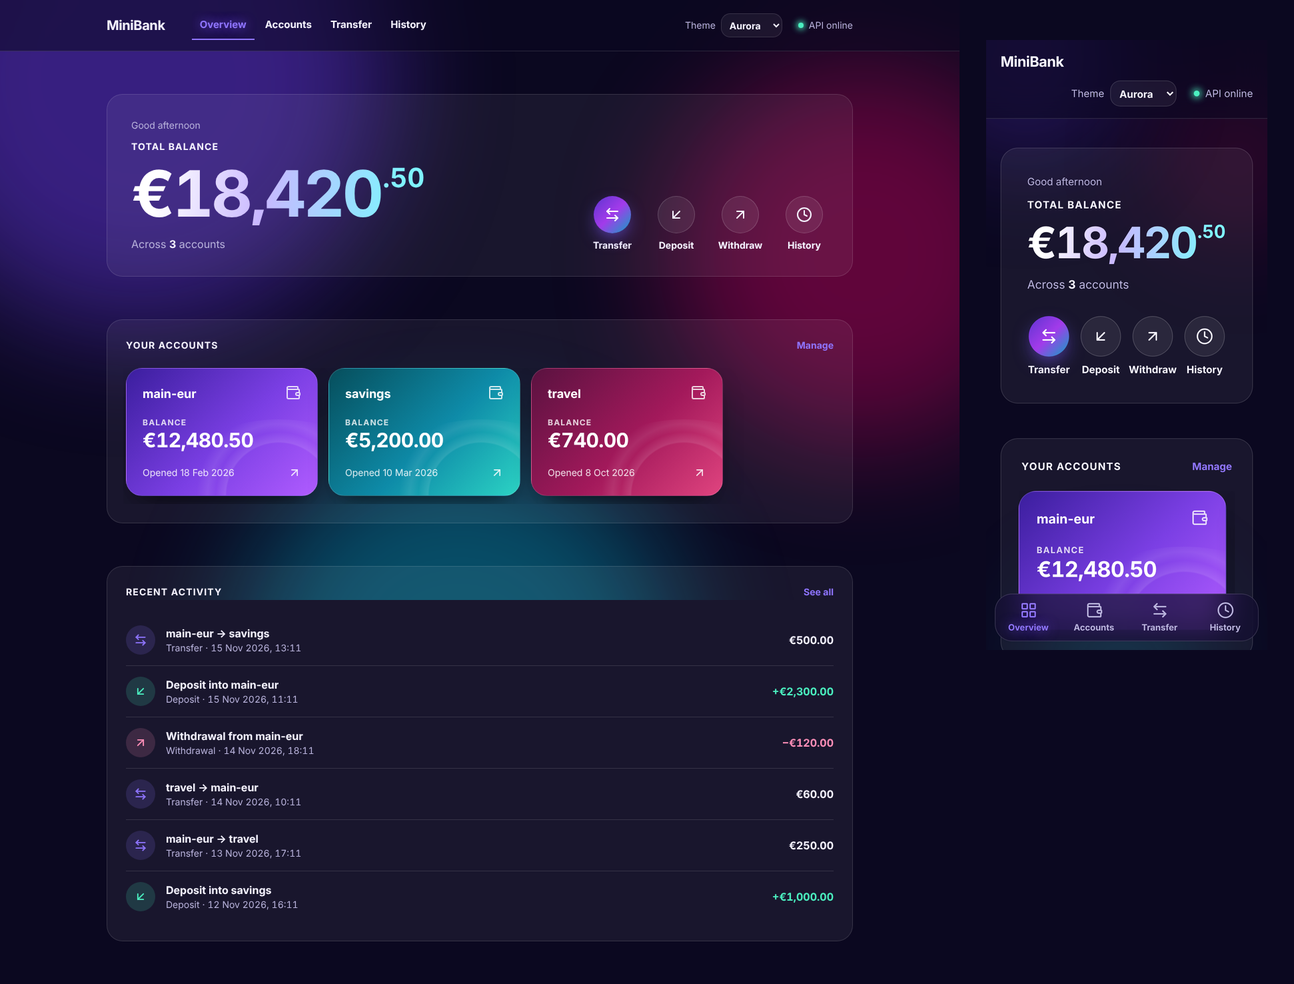 MiniBank Overview Accounts Transfer History Theme Aurora API online
Good afternoon
TOTAL BALANCE
€18,420.50
Across 3 accounts
Transfer Deposit Withdraw History
YOUR ACCOUNTS Manage
main-eur
BALANCE
€12,480.50
Opened 18 Feb 2026
savings
BALANCE
€5,200.00
Opened 10 Mar 2026
travel
BALANCE
€740.00
Opened 8 Oct 2026
RECENT ACTIVITY See all
main-eur → savings €500.00
Transfer · 15 Nov 2026, 13:11
Deposit into main-eur +€2,300.00
Deposit · 15 Nov 2026, 11:11
Withdrawal from main-eur −€120.00
Withdrawal · 14 Nov 2026, 18:11
travel → main-eur €60.00
Transfer · 14 Nov 2026, 10:11
main-eur → travel €250.00
Transfer · 13 Nov 2026, 17:11
Deposit into savings +€1,000.00
Deposit · 12 Nov 2026, 16:11
MiniBank
Theme Aurora API online
Good afternoon
TOTAL BALANCE
€18,420.50
Across 3 accounts
Transfer Deposit Withdraw History
YOUR ACCOUNTS Manage
main-eur
BALANCE
€12,480.50
Overview Accounts Transfer History